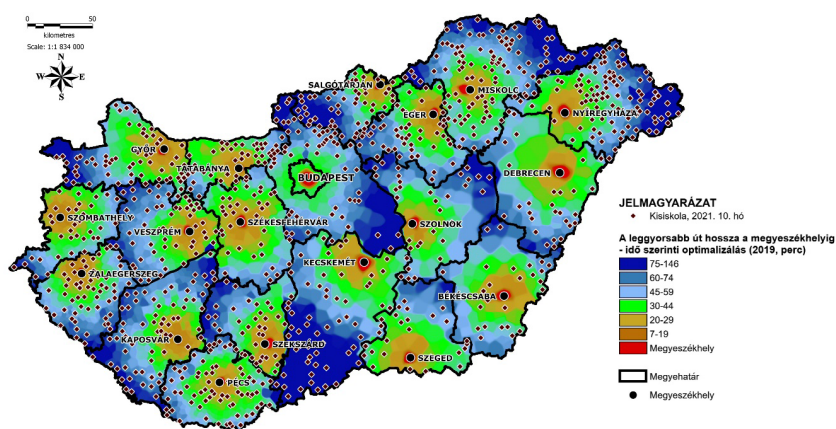 0 50
kilometres
Scale: 1:1 834 000
N
W E
S
SALGÓTARJÁN
MISKOLC
EGER
NYÍREGYHÁZA
GYŐR
TATABÁNYA
BUDAPEST
DEBRECEN
SZOMBATHELY
VESZPRÉM
SZÉKESFEHÉRVÁR
SZOLNOK
ZALAEGERSZEG
KECSKEMÉT
BÉKÉSCSABA
KAPOSVÁR
SZEKSZÁRD
SZEGED
PÉCS
JELMAGYARÁZAT
Kisiskola, 2021. 10. hó
A leggyorsabb út hossza a megyeszékhelyig
- idő szerinti optimalizálás (2019, perc)
75-146
60-74
45-59
30-44
20-29
7-19
Megyeszékhely
Megyehatár
Megyeszékhely